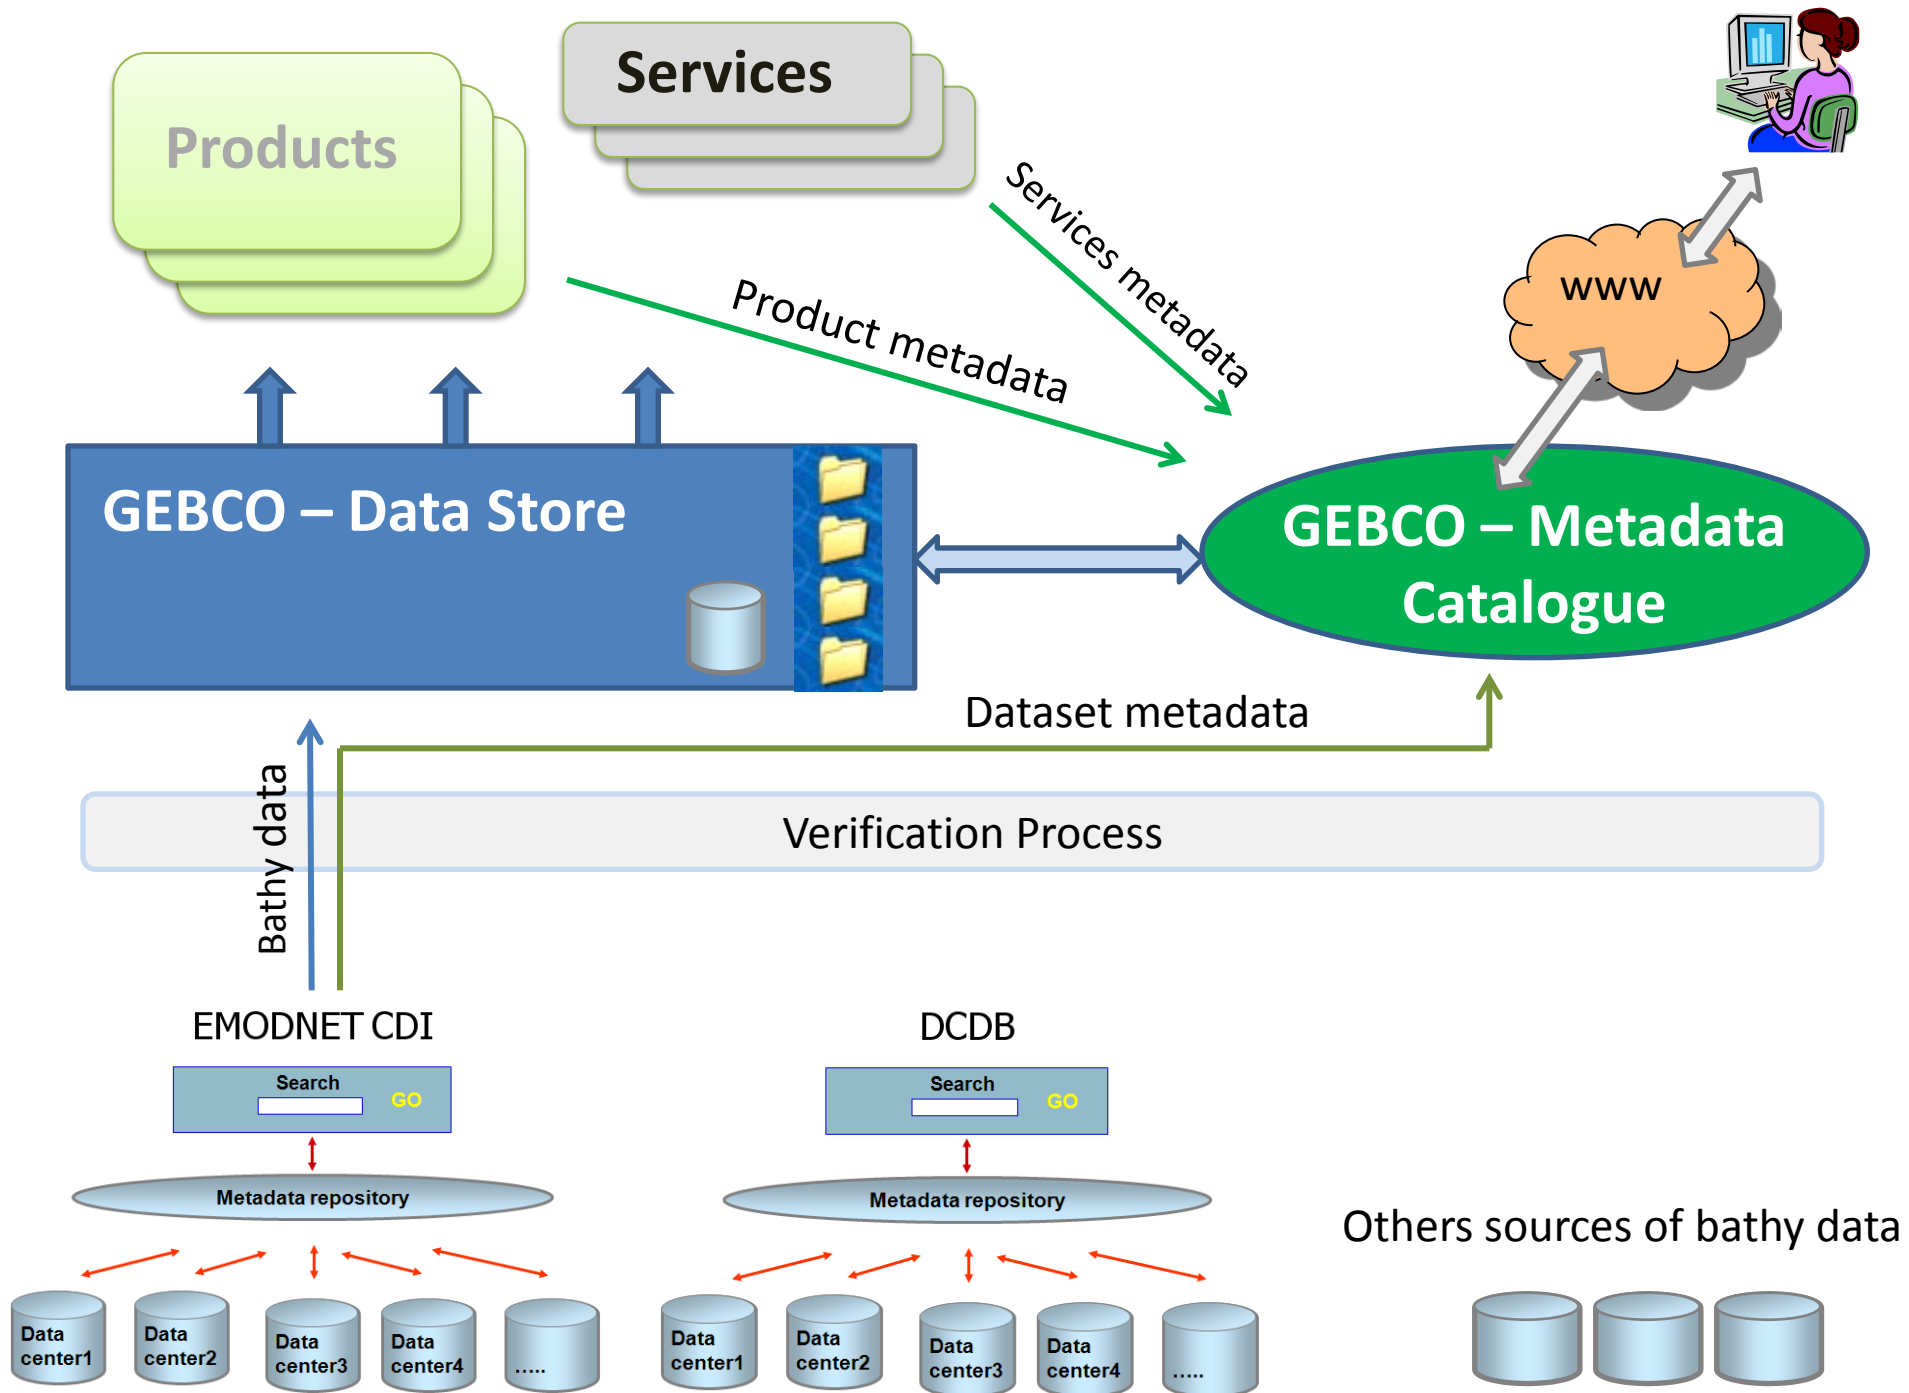 Services
Products
Services metadata
Product metadata
www
GEBCO – Data Store
GEBCO – Metadata
Catalogue
Dataset metadata
Bathy data
Verification Process
EMODNET CDI
Search
GO
Metadata repository
Data
center1
Data
center2
Data
center3
Data
center4
.....
DCDB
Search
GO
Metadata repository
Data
center1
Data
center2
Data
center3
Data
center4
.....
Others sources of bathy data